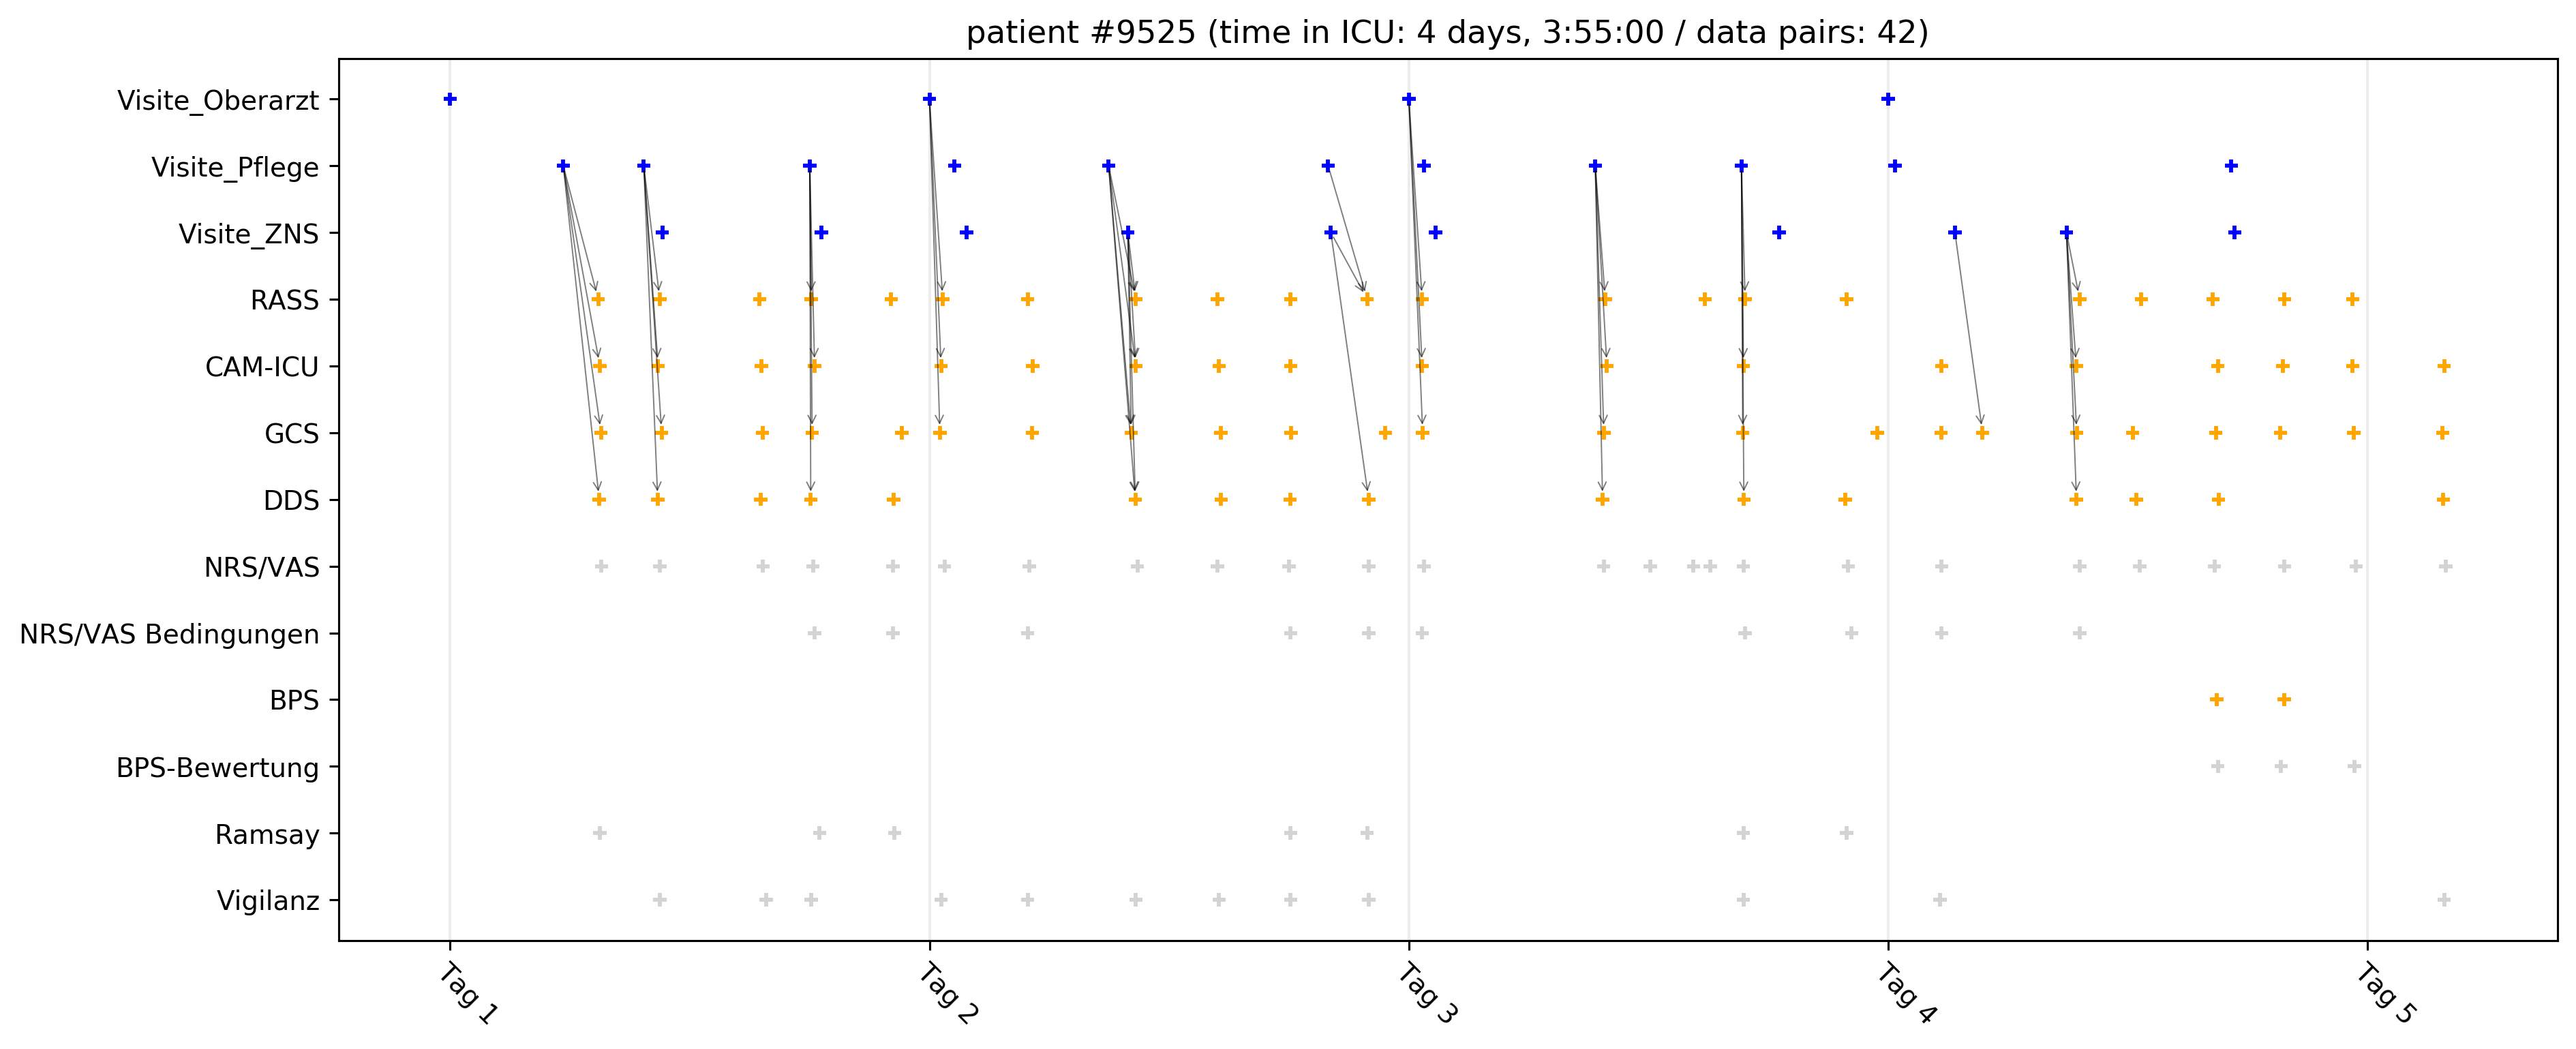 patient #9525 (time in ICU: 4 days, 3:55:00 / data pairs: 42)
Visite_Oberarzt
Visite_Pflege
Visite_ZNS
RASS
CAM-ICU
GCS
DDS
NRS/VAS
NRS/VAS Bedingungen
BPS
BPS-Bewertung
Ramsay
Vigilanz
Tag 1
Tag 2
Tag 3
Tag 4
Tag 5